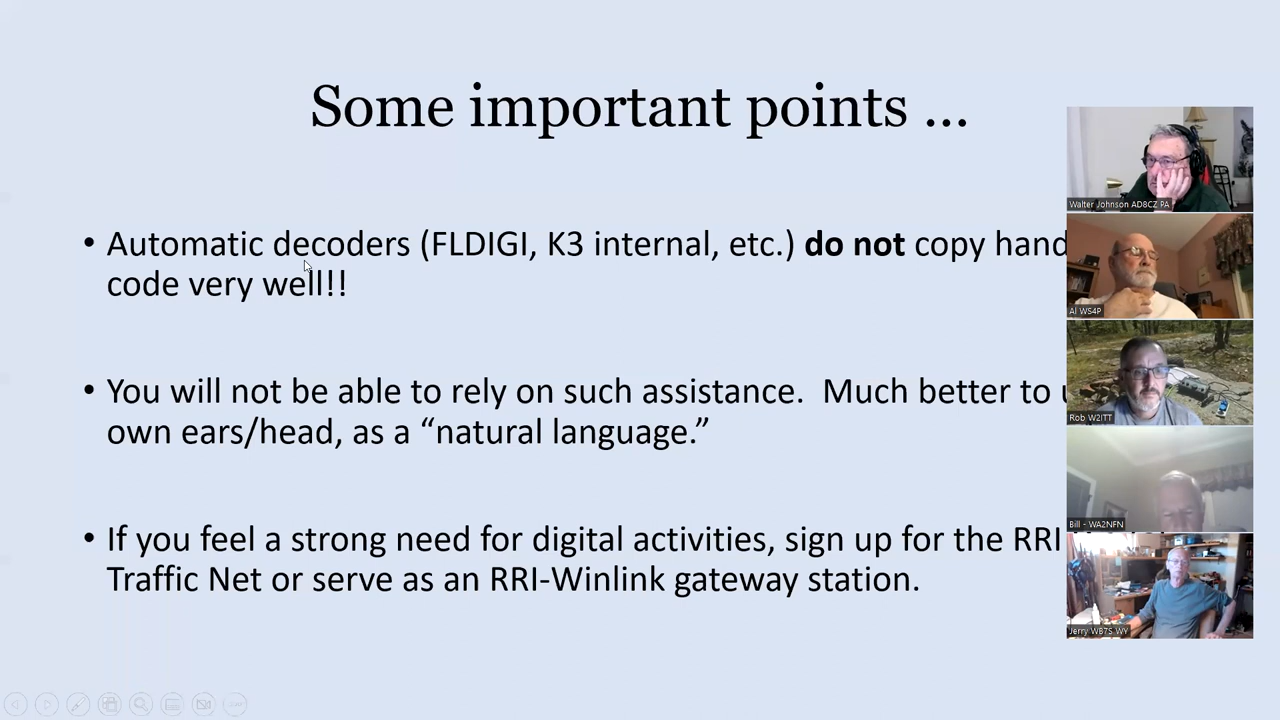 Some important points ...
• Automatic decoders (FLDIGI, K3 internal, etc.) do not copy hand
code very well!!
• You will not be able to rely on such assistance.  Much better to
own ears/head, as a “natural language.”
• If you feel a strong need for digital activities, sign up for the RRI
Traffic Net or serve as an RRI-Winlink gateway station.
Walter Johnson AD8CZ PA
Al WS4P
Rob W2ITT
Bill - WA2NFN
Jerry WB7S WY